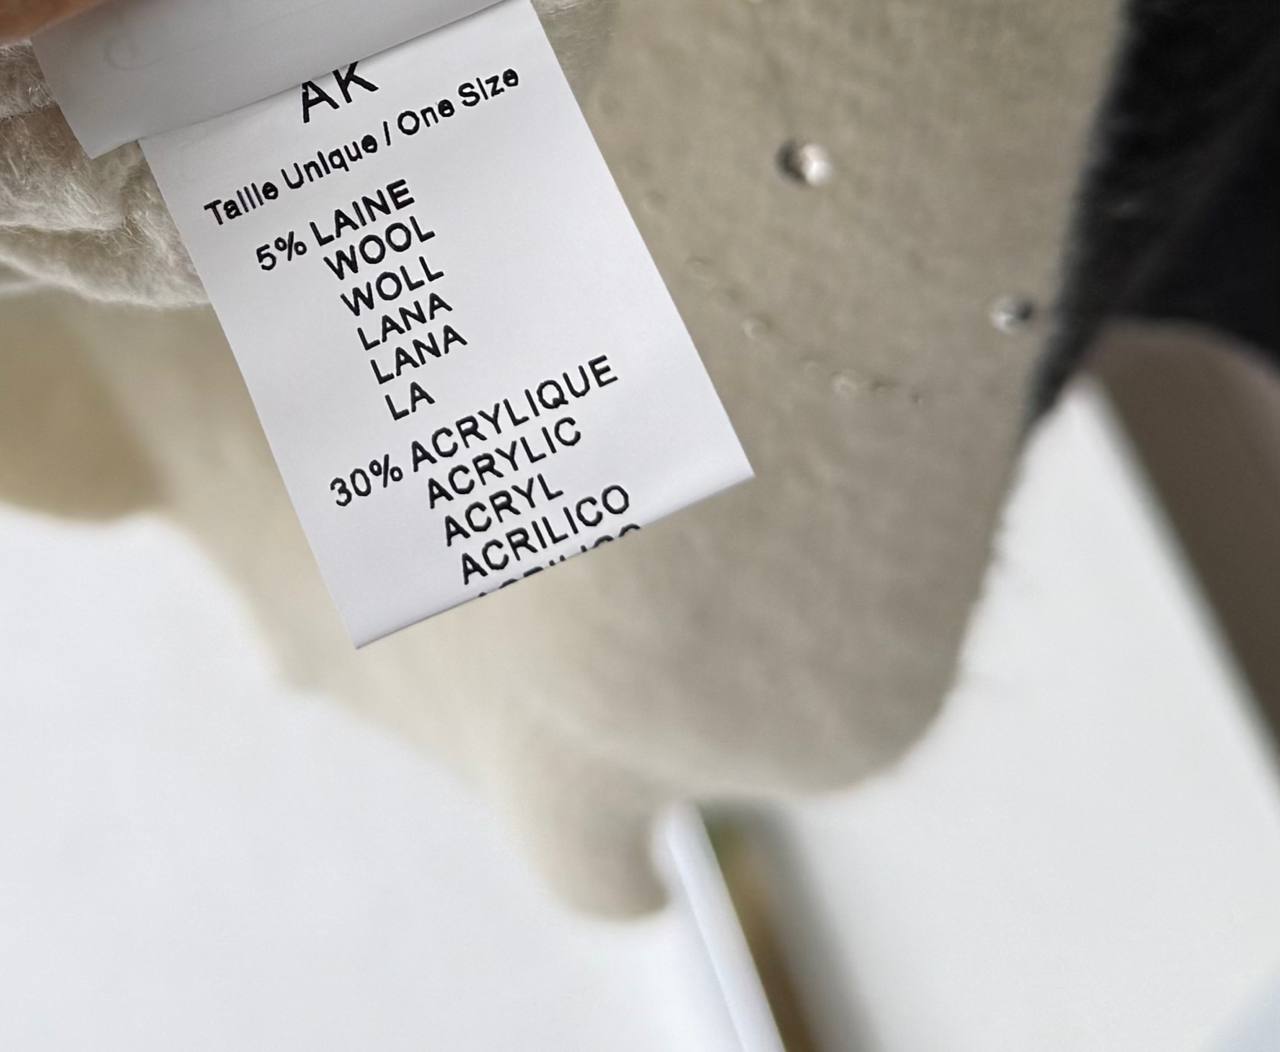 AK
Taille Unique / One Size
5% LAINE
WOOL
WOLL
LANA
LANA
LA
30% ACRYLIQUE
ACRYLIC
ACRYL
ACRILICO